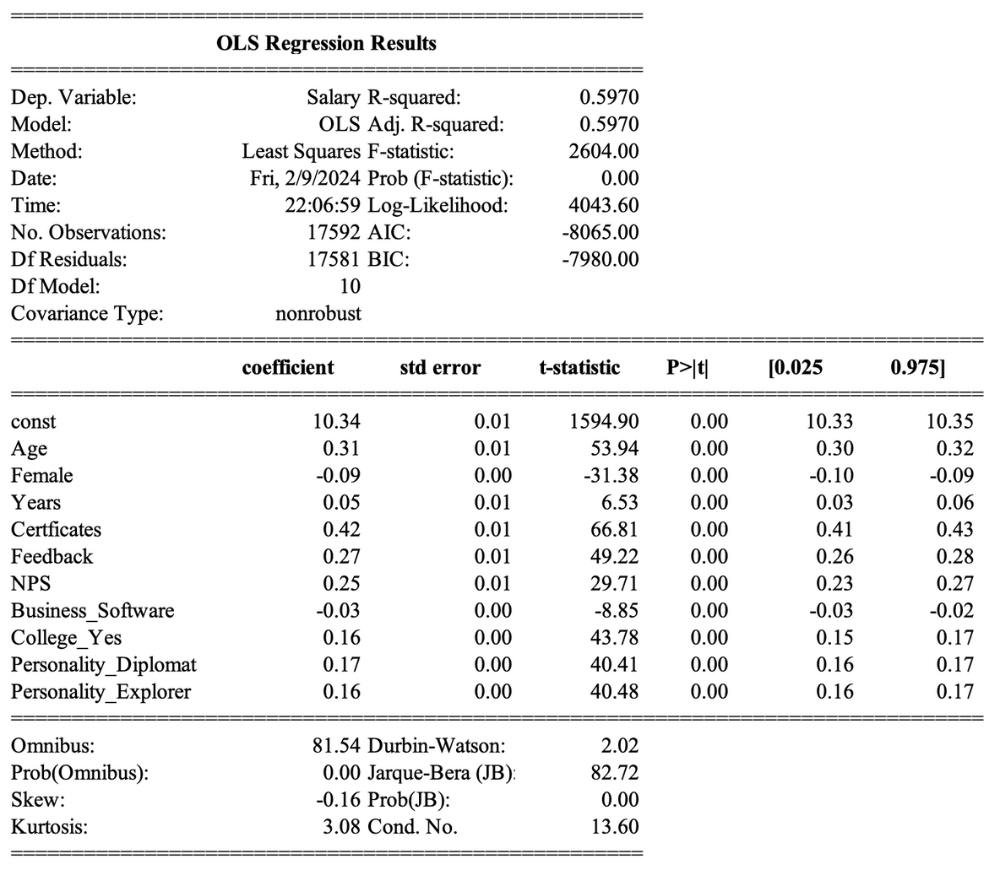 ==================================================
OLS Regression Results
==================================================
Dep. Variable: Salary R-squared: 0.5970
Model: OLS Adj. R-squared: 0.5970
Method: Least Squares F-statistic: 2604.00
Date: Fri, 2/9/2024 Prob (F-statistic): 0.00
Time: 22:06:59 Log-Likelihood: 4043.60
No. Observations: 17592 AIC: -8065.00
Df Residuals: 17581 BIC: -7980.00
Df Model: 10
Covariance Type: nonrobust
==================================================
coefficient std error t-statistic P>|t| [0.025 0.975]
==================================================
const 10.34 0.01 1594.90 0.00 10.33 10.35
Age 0.31 0.01 53.94 0.00 0.30 0.32
Female -0.09 0.00 -31.38 0.00 -0.10 -0.09
Years 0.05 0.01 6.53 0.00 0.03 0.06
Certficates 0.42 0.01 66.81 0.00 0.41 0.43
Feedback 0.27 0.01 49.22 0.00 0.26 0.28
NPS 0.25 0.01 29.71 0.00 0.23 0.27
Business_Software -0.03 0.00 -8.85 0.00 -0.03 -0.02
College_Yes 0.16 0.00 43.78 0.00 0.15 0.17
Personality_Diplomat 0.17 0.00 40.41 0.00 0.16 0.17
Personality_Explorer 0.16 0.00 40.48 0.00 0.16 0.17
==================================================
Omnibus: 81.54 Durbin-Watson: 2.02
Prob(Omnibus): 0.00 Jarque-Bera (JB): 82.72
Skew: -0.16 Prob(JB): 0.00
Kurtosis: 3.08 Cond. No. 13.60
==================================================